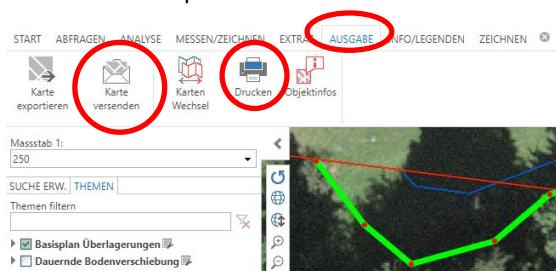 START ABFRAGEN ANALYSE MESSEN/ZEICHNEN EXTRAS AUSGABE INFO/LEGENDEN ZEICHNEN
Karte exportieren
Karte versenden
Karten Wechsel
Drucken
Objektinfos
Massstab 1:
250
SUCHE ERW. THEMEN
Themen filtern
Basisplan Überlagerungen
Dauernde Bodenverschiebung